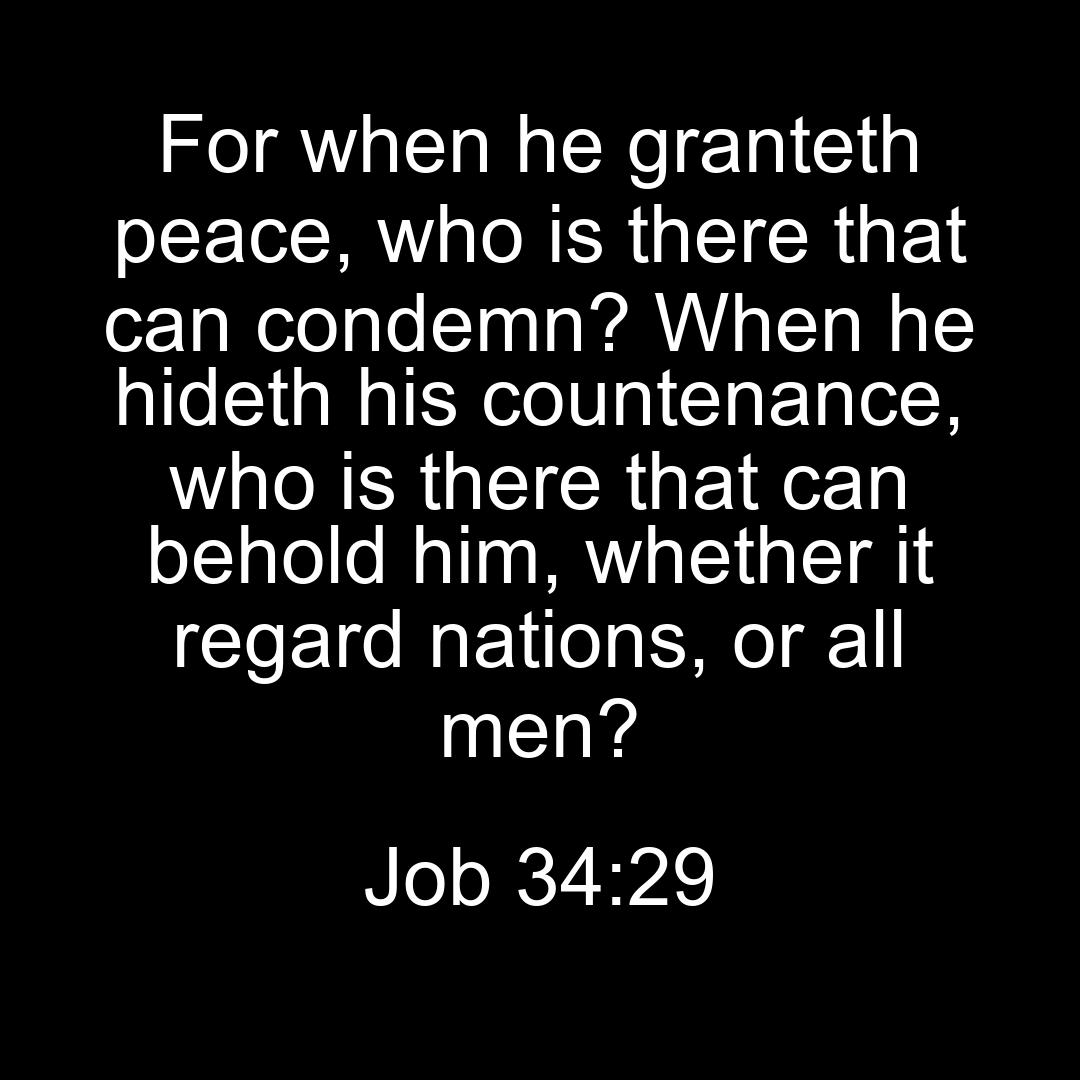 For when he granteth
peace, who is there that
can condemn? When he
hideth his countenance,
who is there that can
behold him, whether it
regard nations, or all
men?
Job 34:29